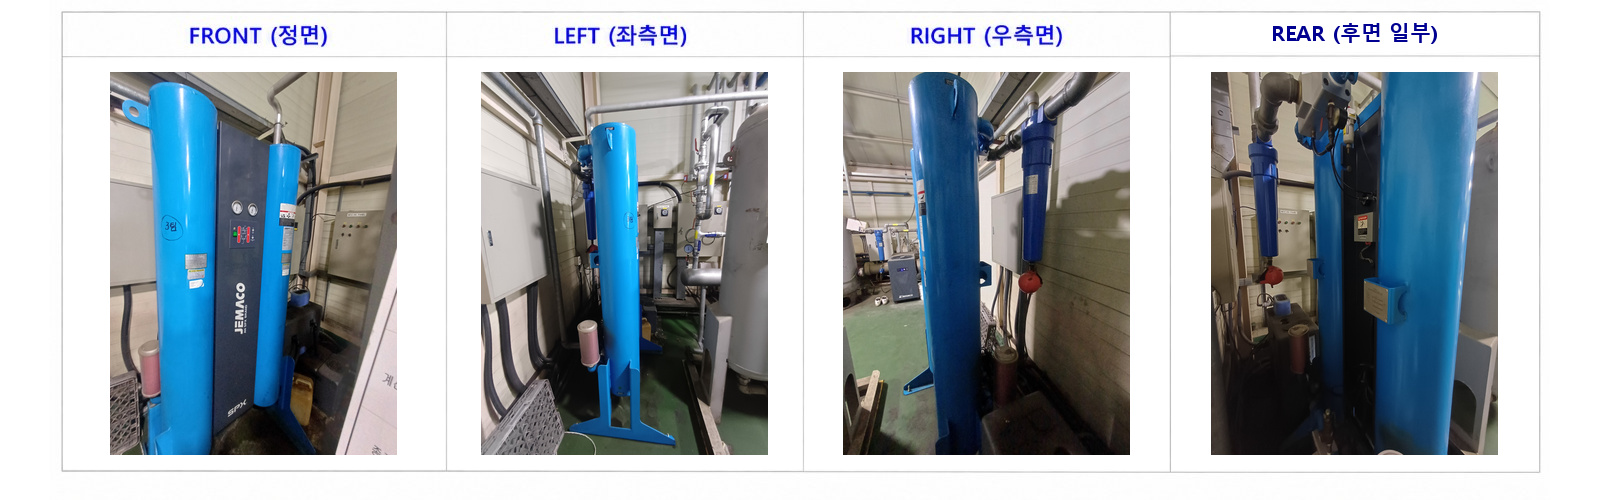 FRONT (정면)
LEFT (좌측면)
RIGHT (우측면)
REAR (후면 일부)
3팀
JEMACO
SPX